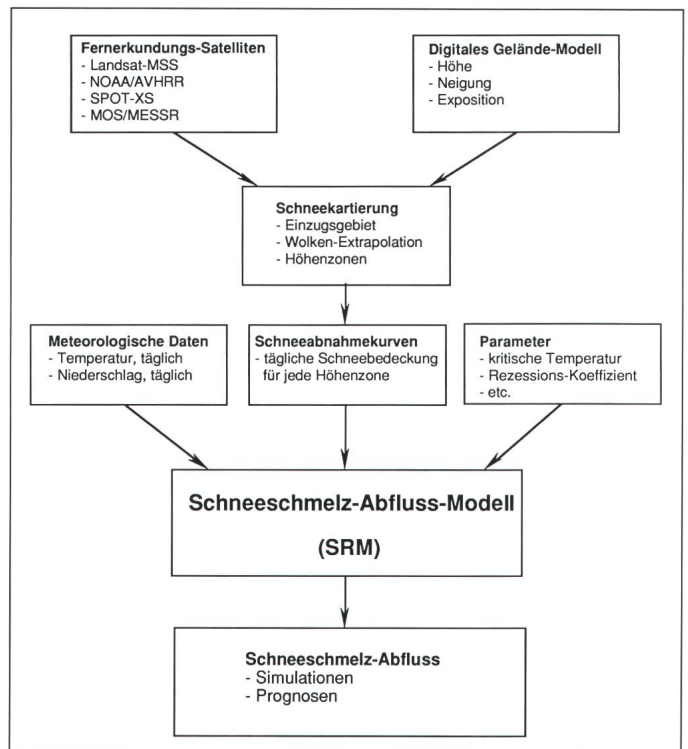 Fernerkundungs-Satelliten
- Landsat-MSS
- NOAA/AVHRR
- SPOT-XS
- MOS/MESSR
Digitales Gelände-Modell
- Höhe
- Neigung
- Exposition
Schneekartierung
- Einzugsgebiet
- Wolken-Extrapolation
- Höhenzonen
Meteorologische Daten
- Temperatur, täglich
- Niederschlag, täglich
Schneeabnahmekurven
- tägliche Schneebedeckung
für jede Höhenzone
Parameter
- kritische Temperatur
- Rezessions-Koeffizient
- etc.
Schneeschmelz-Abfluss-Modell
(SRM)
Schneeschmelz-Abfluss
- Simulationen
- Prognosen